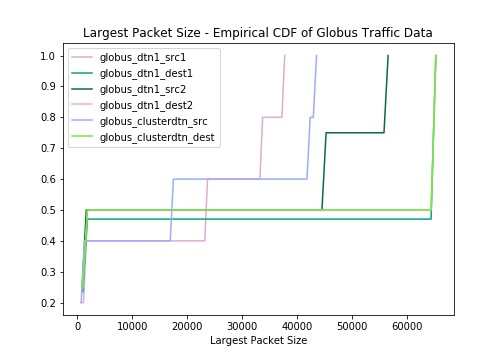 Largest Packet Size - Empirical CDF of Globus Traffic Data
globus_dtn1_src1
globus_dtn1_dest1
globus_dtn1_src2
globus_dtn1_dest2
globus_clusterdtn_src
globus_clusterdtn_dest
1.0
0.9
0.8
0.7
0.6
0.5
0.4
0.3
0.2
0 10000 20000 30000 40000 50000 60000
Largest Packet Size